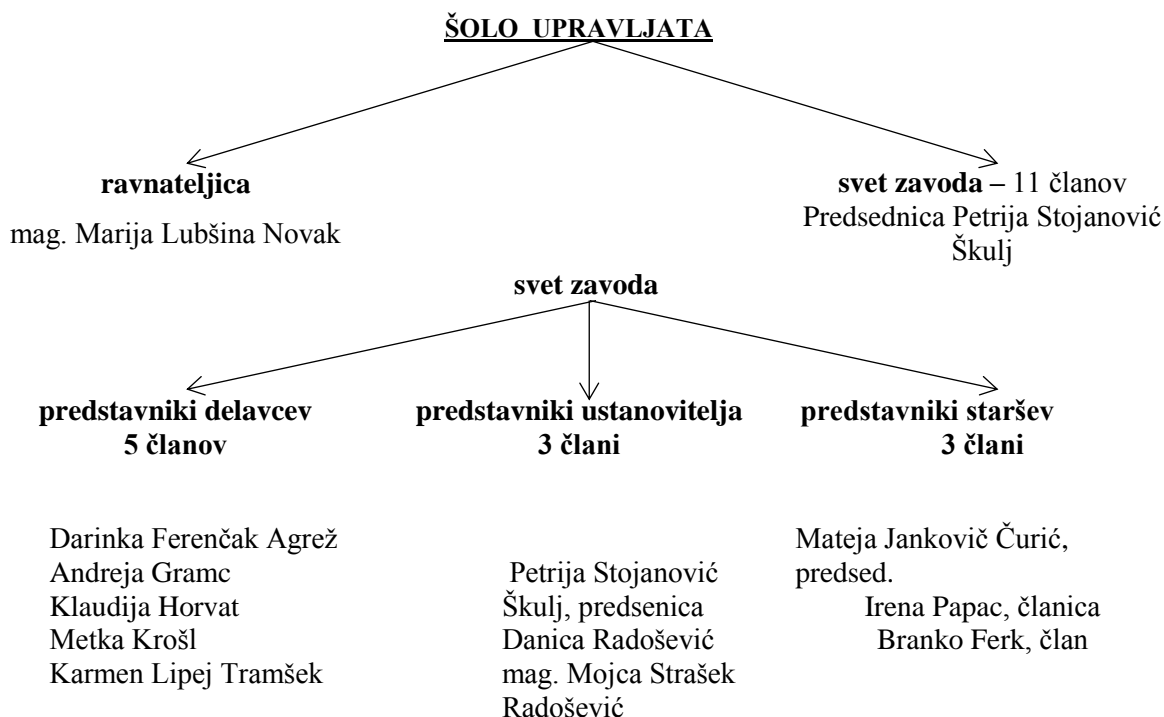 ŠOLO UPRAVLJATA
ravnateljica
mag. Marija Lubšina Novak
svet zavoda – 11 članov
Predsednica Petrija Stojanović
Škulj
svet zavoda
predstavniki delavcev
5 članov
predstavniki ustanovitelja
3 člani
predstavniki staršev
3 člani
Darinka Ferenčak Agrež
Andreja Gramc
Klaudija Horvat
Metka Krošl
Karmen Lipej Tramšek
Petrija Stojanović
Škulj, predsenica
Danica Radošević
mag. Mojca Strašek
Radošević
Mateja Jankovič Čurić,
predsed.
Irena Papac, članica
Branko Ferk, član